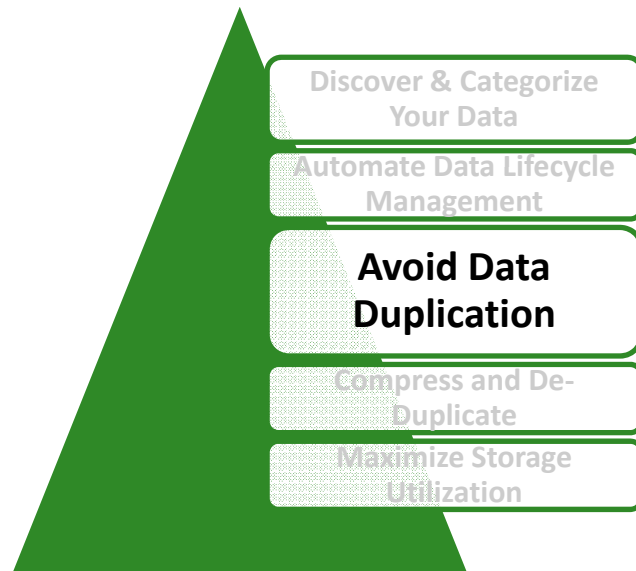 Discover & Categorize
Your Data
Automate Data Lifecycle
Management
Avoid Data
Duplication
Compress and De-
Duplicate
Maximize Storage
Utilization